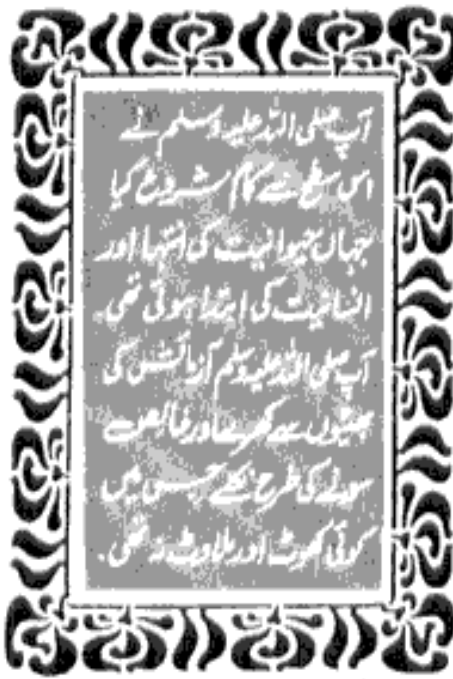 آپ صلی اللہ علیہ وسلم نے
اس سطح سے کام شروع کیا
جہاں حیوانیت کی انتہا اور
انسانیت کی ابتدا ہوتی تھی۔
آپ صلی اللہ علیہ وسلم آزمائشوں کی
بھٹیوں سے کھرے اور خالص
سونے کی طرح نکلے جس میں
کوئی کھوٹ اور ملاوٹ نہ تھی۔